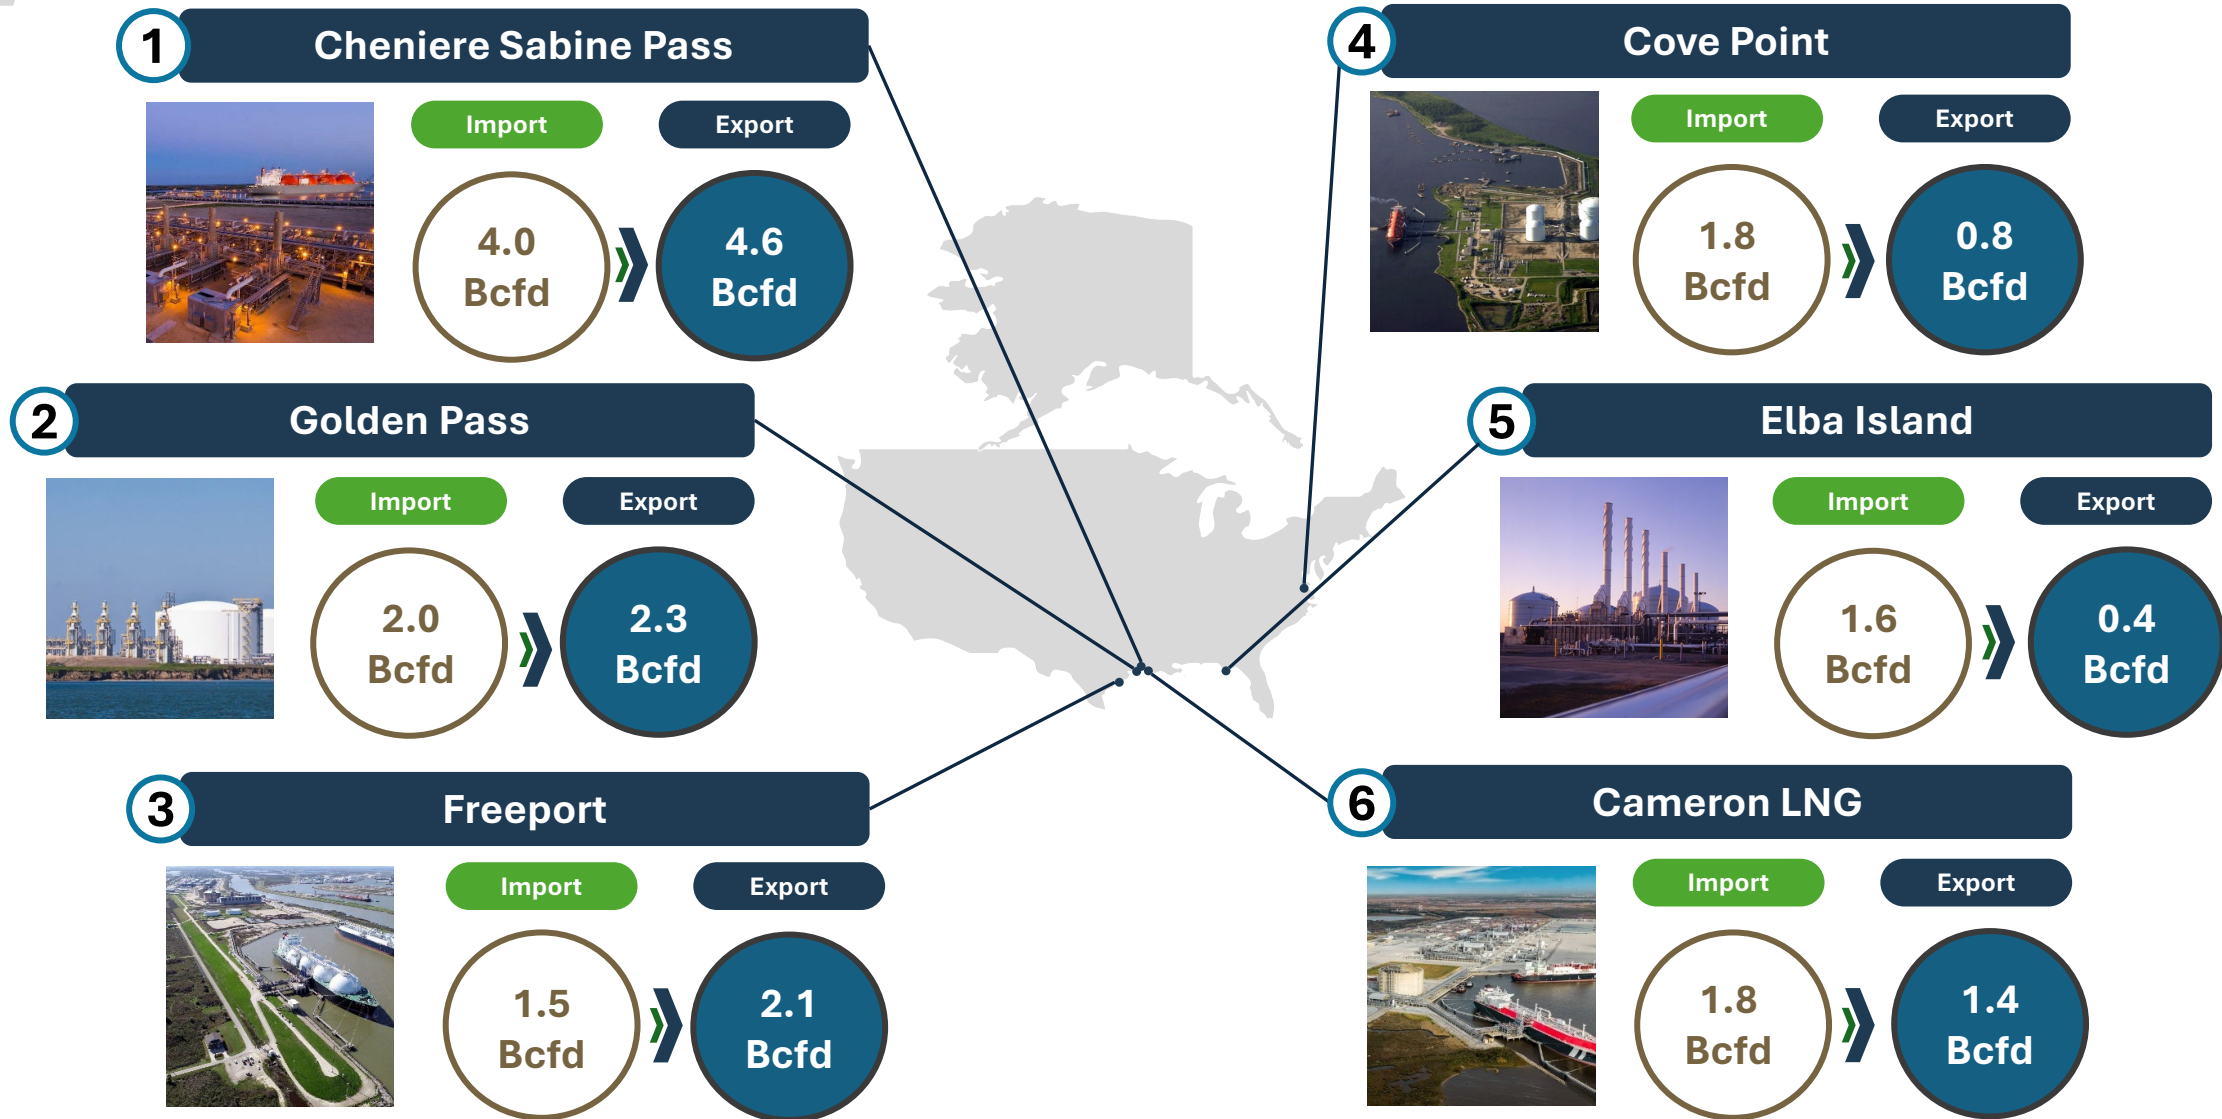 1
Cheniere Sabine Pass
Import
Export
4.0
Bcfd
4.6
Bcfd
2
Golden Pass
Import
Export
2.0
Bcfd
2.3
Bcfd
3
Freeport
Import
Export
1.5
Bcfd
2.1
Bcfd
4
Cove Point
Import
Export
1.8
Bcfd
0.8
Bcfd
5
Elba Island
Import
Export
1.6
Bcfd
0.4
Bcfd
6
Cameron LNG
Import
Export
1.8
Bcfd
1.4
Bcfd